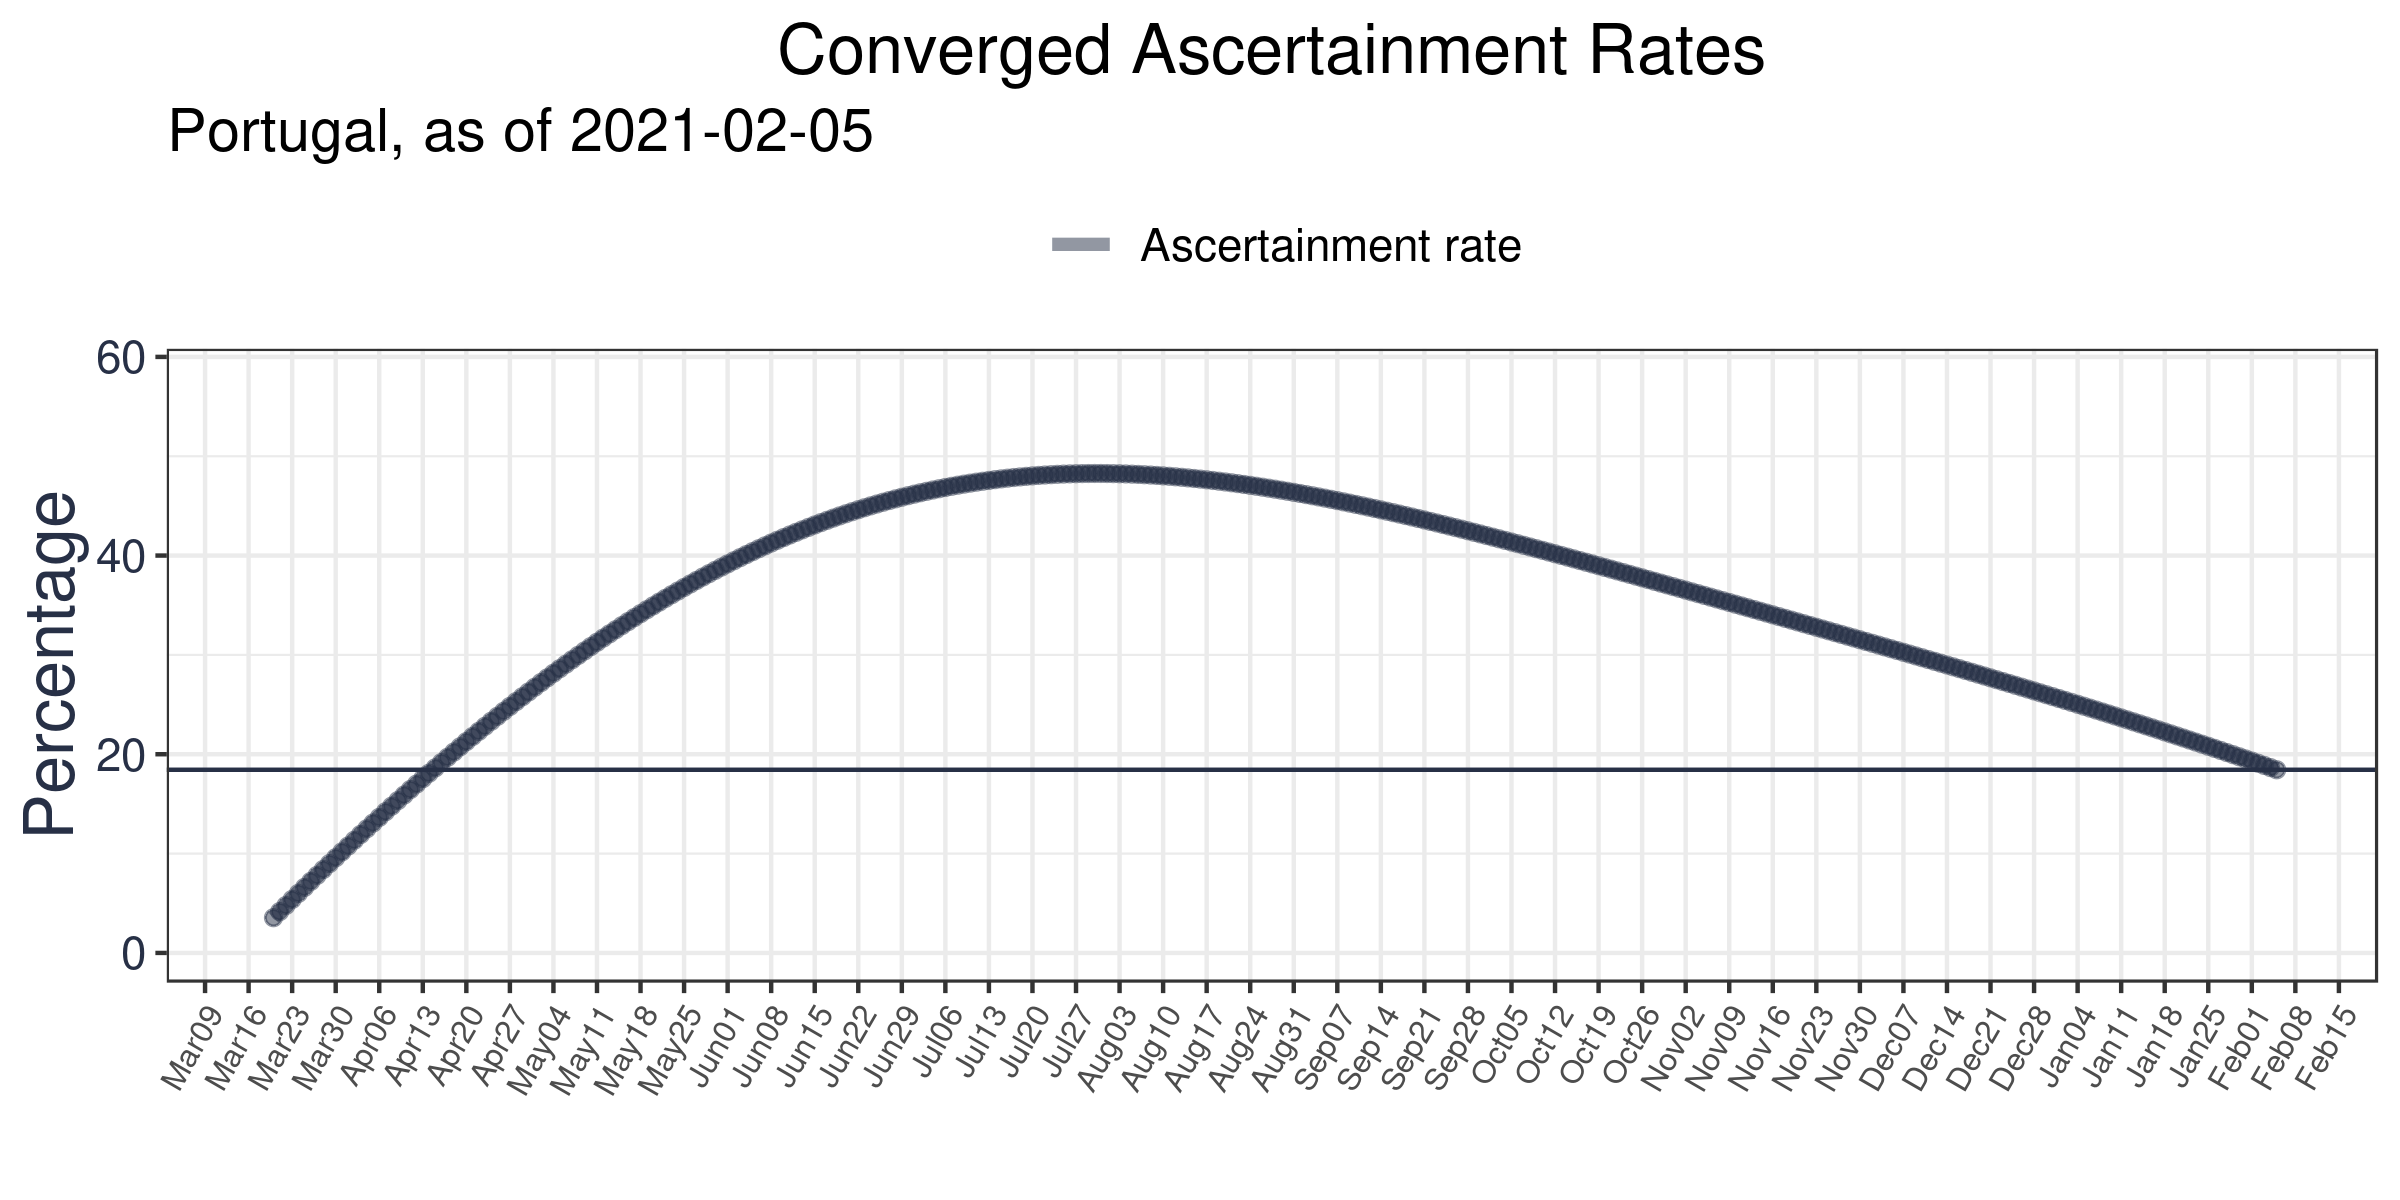 Converged Ascertainment Rates
Portugal, as of 2021-02-05
Ascertainment rate
Percentage
60
40
20
0
Mar09
Mar16
Mar23
Mar30
Apr06
Apr13
Apr20
Apr27
May04
May11
May18
May25
Jun01
Jun08
Jun15
Jun22
Jun29
Jul06
Jul13
Jul20
Jul27
Aug03
Aug10
Aug17
Aug24
Aug31
Sep07
Sep14
Sep21
Sep28
Oct05
Oct12
Oct19
Oct26
Nov02
Nov09
Nov16
Nov23
Nov30
Dec07
Dec14
Dec21
Dec28
Jan04
Jan11
Jan18
Jan25
Feb01
Feb08
Feb15